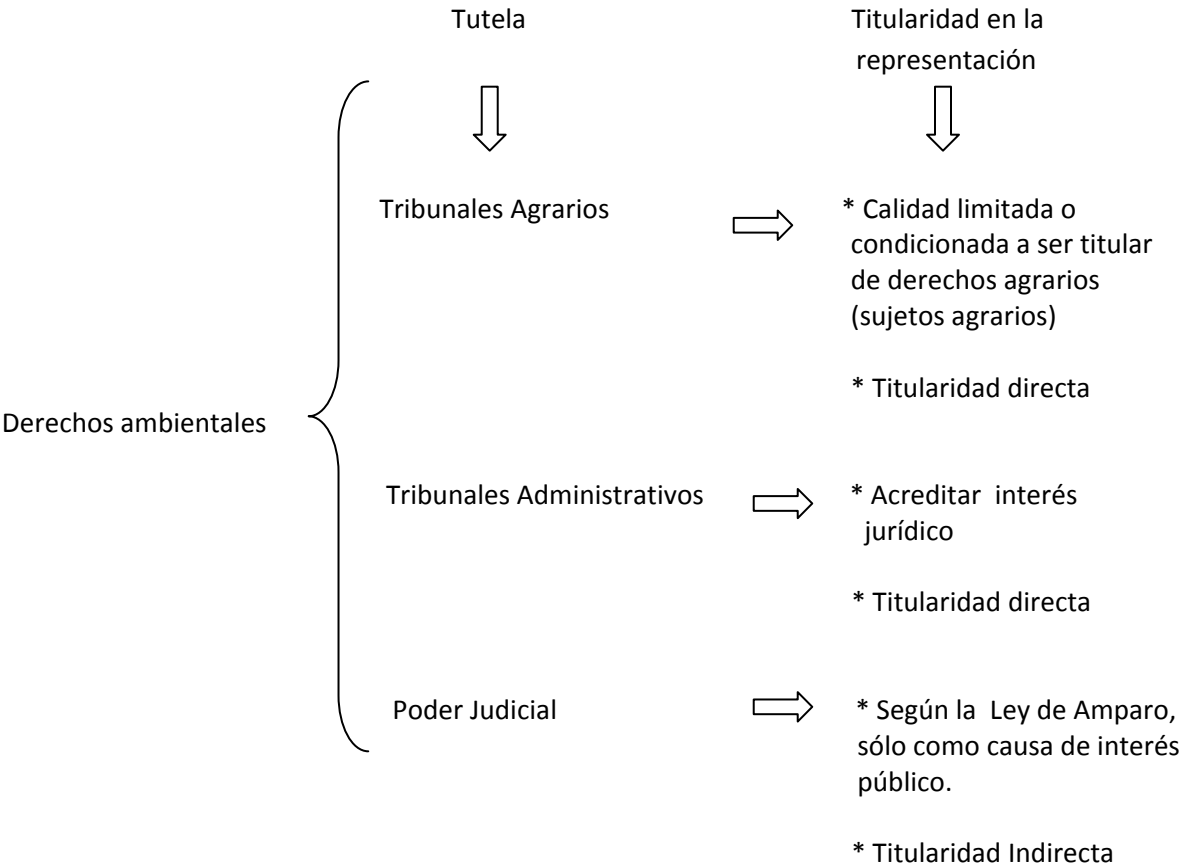 Tutela
Titularidad en la
representación
Tribunales Agrarios
* Calidad limitada o
condicionada a ser titular
de derechos agrarios
(sujetos agrarios)
* Titularidad directa
Derechos ambientales
Tribunales Administrativos
* Acreditar interés
jurídico
* Titularidad directa
Poder Judicial
* Según la Ley de Amparo,
sólo como causa de interés
público.
* Titularidad Indirecta